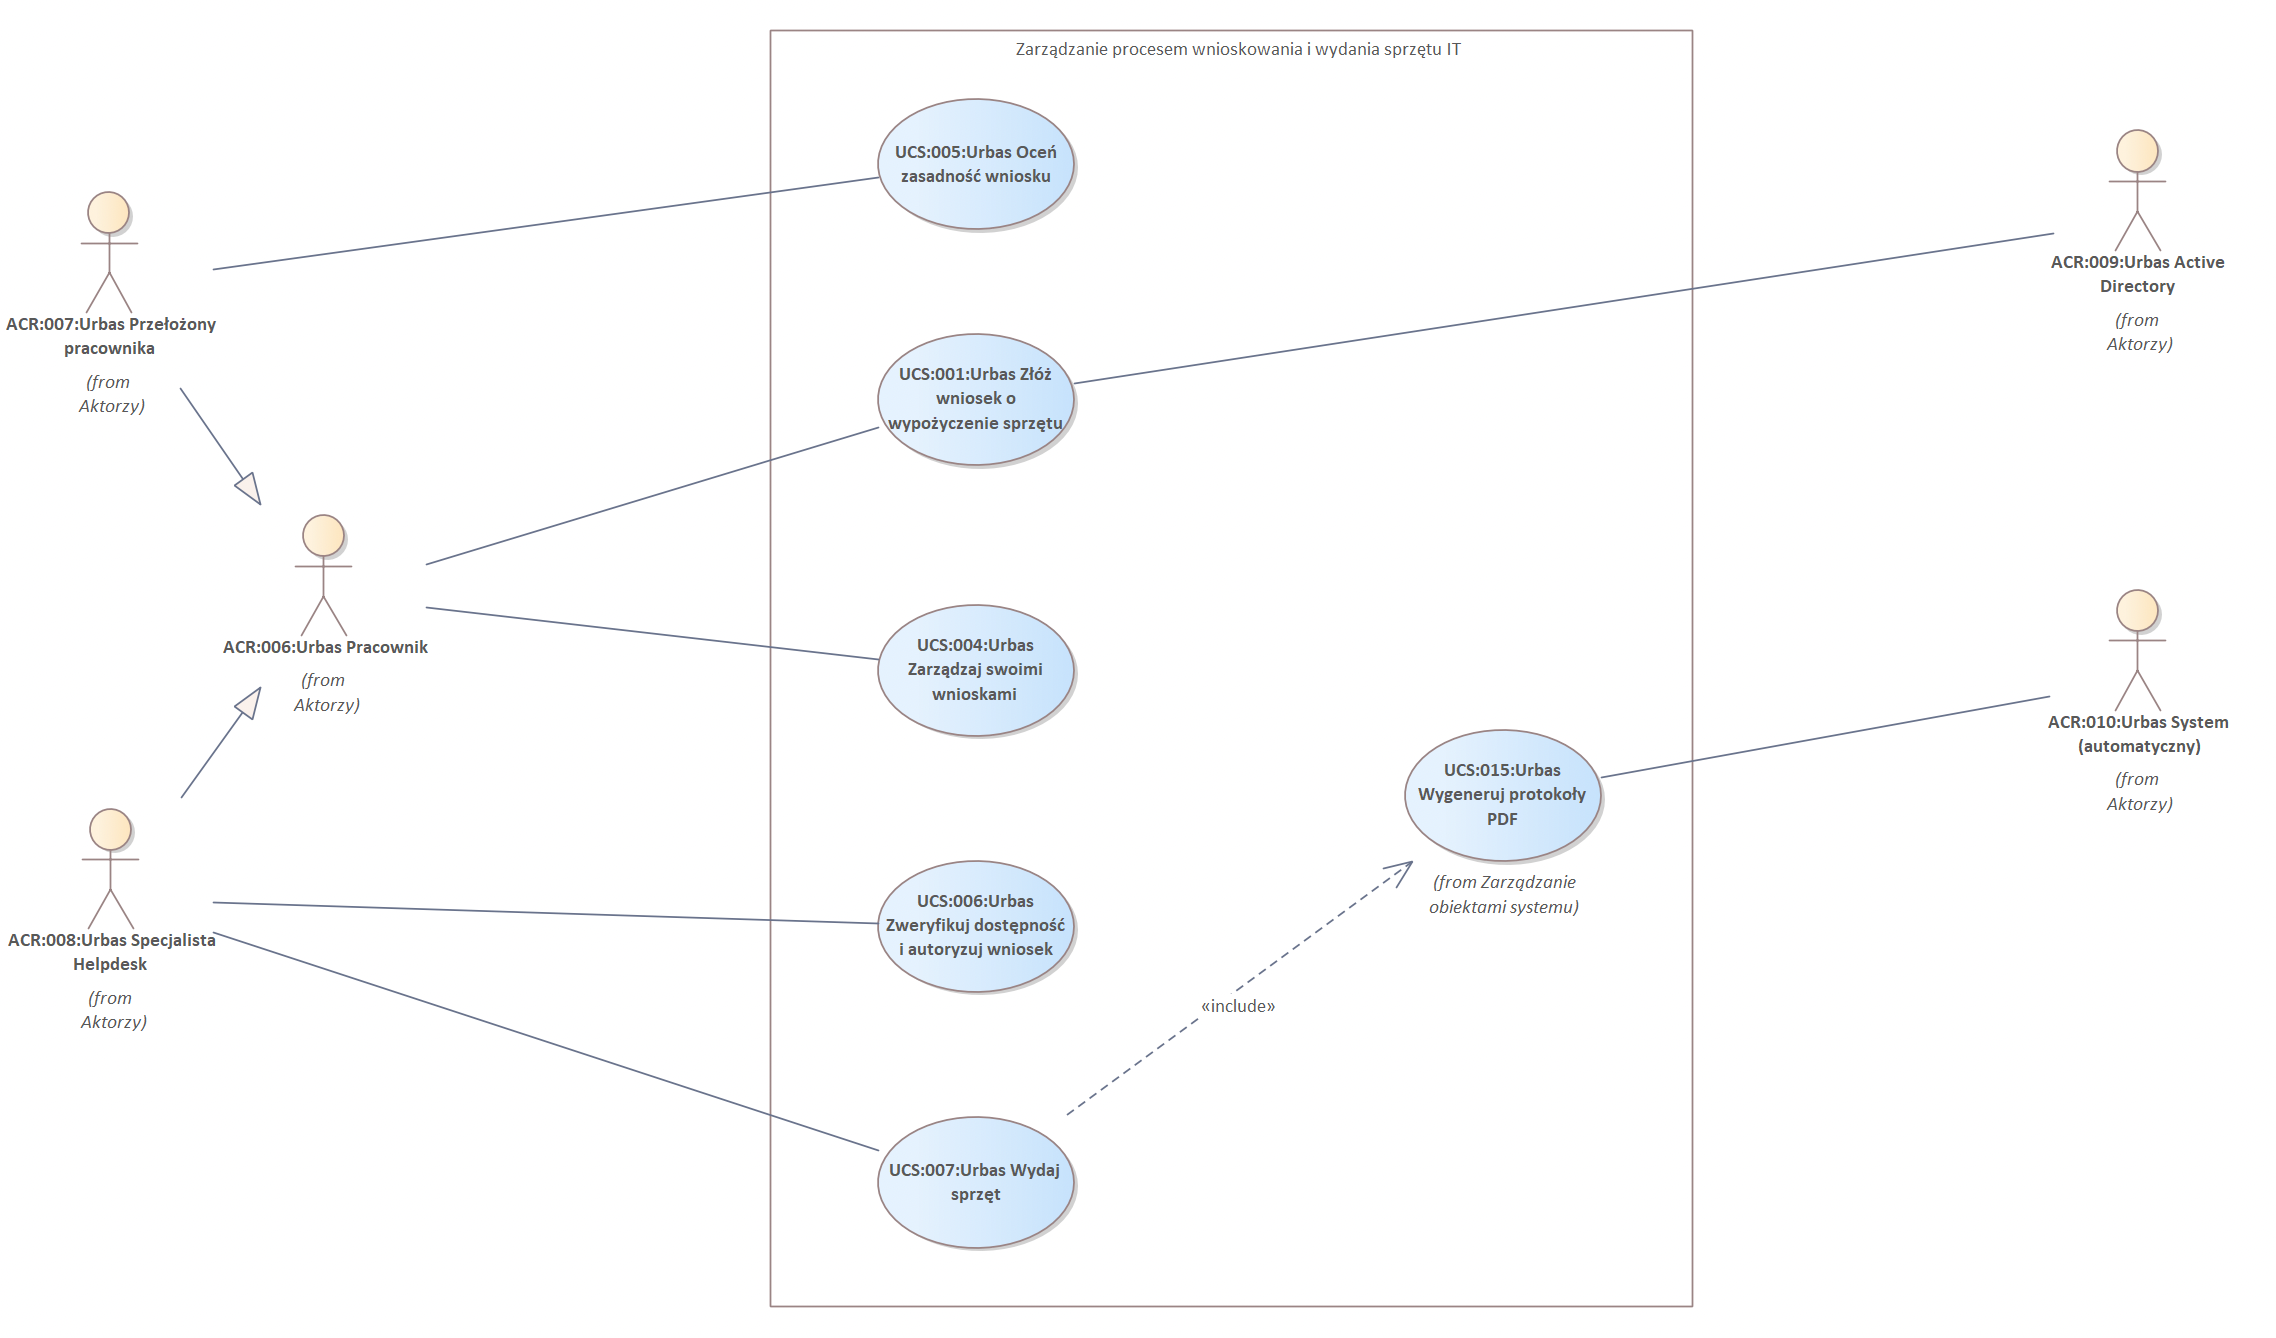 Zarządzanie procesem wnioskowania i wydania sprzętu IT
UCS:005:Urbas Oceń
zasadność wniosku
ACR:007:Urbas Przełożony
pracownika
(from
Aktorzy)
ACR:009:Urbas Active
Directory
(from
Aktorzy)
UCS:001:Urbas Złóż
wniosek o
wypożyczenie sprzętu
ACR:006:Urbas Pracownik
(from
Aktorzy)
UCS:004:Urbas
Zarządzaj swoimi
wnioskami
ACR:010:Urbas System
(automatyczny)
(from
Aktorzy)
UCS:015:Urbas
Wygeneruj protokoły
PDF
(from Zarządzanie
obiektami systemu)
ACR:008:Urbas Specjalista
Helpdesk
(from
Aktorzy)
UCS:006:Urbas
Zweryfikuj dostępność
i autoryzuj wniosek
«include»
UCS:007:Urbas Wydaj
sprzęt